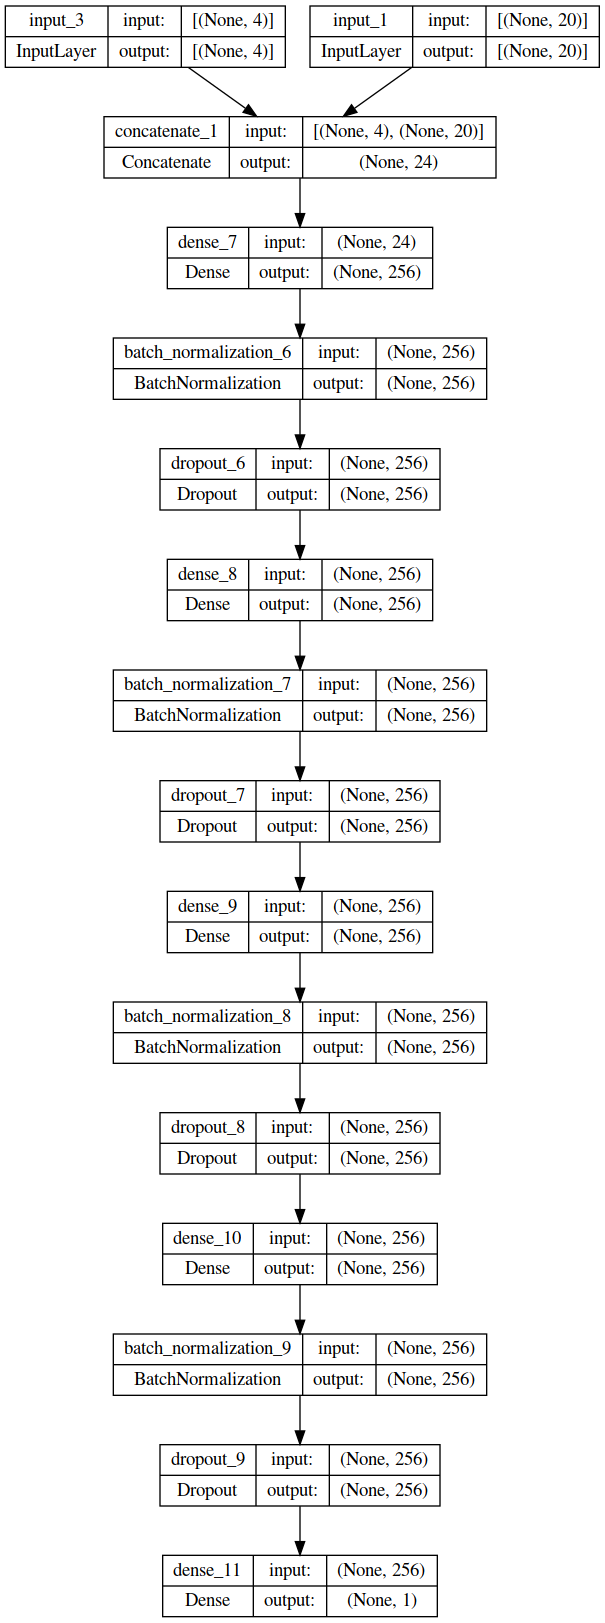 input_3 input: [(None, 4)]
InputLayer output: [(None, 4)]
input_1 input: [(None, 20)]
InputLayer output: [(None, 20)]
concatenate_1 input: [(None, 4), (None, 20)]
Concatenate output: (None, 24)
dense_7 input: (None, 24)
Dense output: (None, 256)
batch_normalization_6 input: (None, 256)
BatchNormalization output: (None, 256)
dropout_6 input: (None, 256)
Dropout output: (None, 256)
dense_8 input: (None, 256)
Dense output: (None, 256)
batch_normalization_7 input: (None, 256)
BatchNormalization output: (None, 256)
dropout_7 input: (None, 256)
Dropout output: (None, 256)
dense_9 input: (None, 256)
Dense output: (None, 256)
batch_normalization_8 input: (None, 256)
BatchNormalization output: (None, 256)
dropout_8 input: (None, 256)
Dropout output: (None, 256)
dense_10 input: (None, 256)
Dense output: (None, 256)
batch_normalization_9 input: (None, 256)
BatchNormalization output: (None, 256)
dropout_9 input: (None, 256)
Dropout output: (None, 256)
dense_11 input: (None, 256)
Dense output: (None, 1)